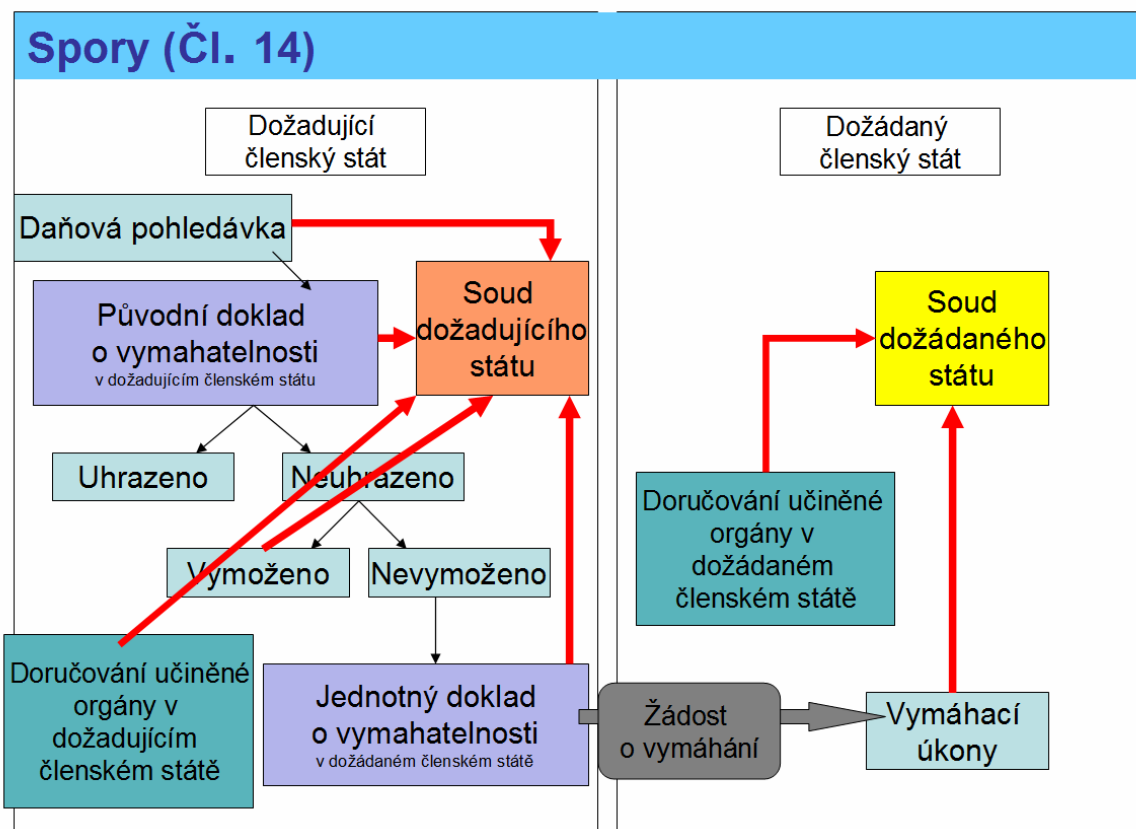 Spory (Čl. 14)
Dožadující
členský stát
Dožádaný
členský stát
Daňová pohledávka
Původní doklad
o vymahatelnosti
v dožadujícím členském státu
Soud
dožadujícího
státu
Soud
dožádaného
státu
Uhrazeno
Neuhrazeno
Vymoženo
Nevymoženo
Doručování učiněné
orgány v
dožádaném
členském státě
Doručování učiněné
orgány v
dožadujícím
členském státě
Jednotný doklad
o vymahatelnosti
v dožádaném členském státě
Žádost
o vymáhání
Vymáhací
úkony